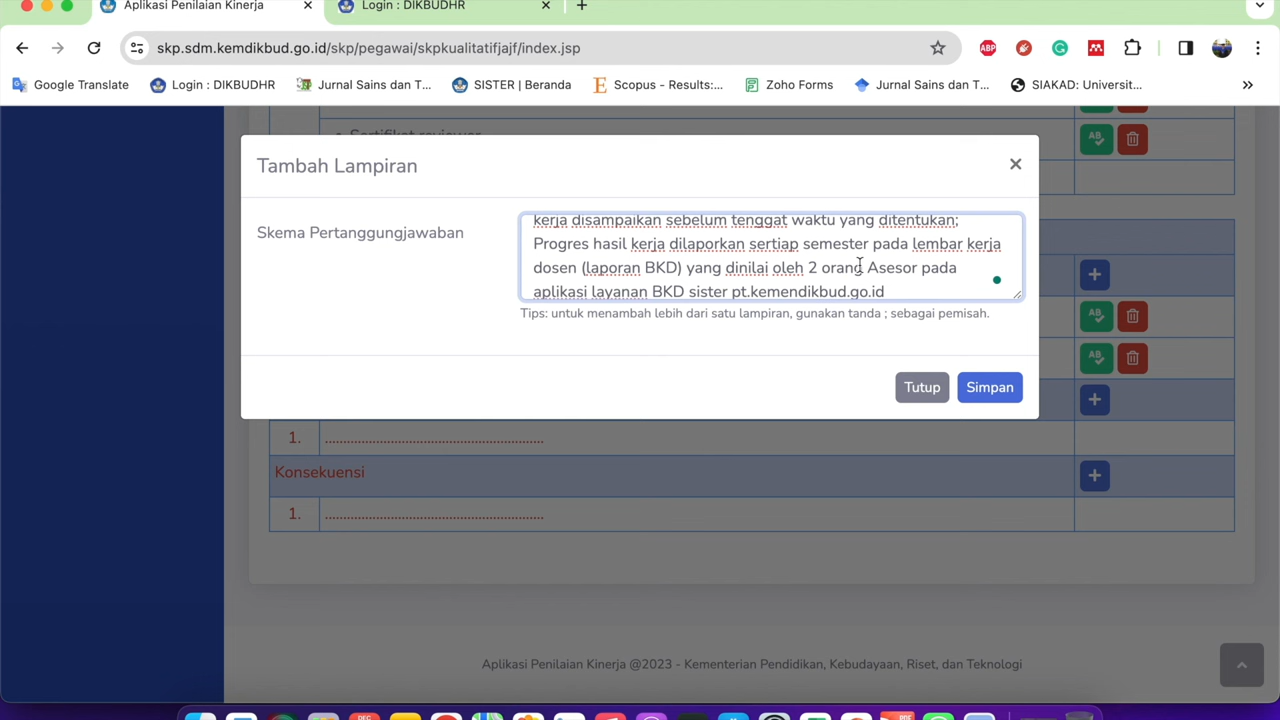 Aplikasi Penilaian Kinerja
Login : DIKBUDHR
skp.sdm.kemdikbud.go.id/skp/pegawai/skpkualitatifjajf/index.jsp
ABP
Google Translate
Login : DIKBUDHR
Jurnal Sains dan T...
SISTER | Beranda
Scopus - Results:...
Zoho Forms
Jurnal Sains dan T...
SIAKAD: Universit...
Sertifikat reviewer
Tambah Lampiran
Skema Pertanggungjawaban
kerja disampaikan sebelum tenggat waktu yang ditentukan;
Progres hasil kerja dilaporkan sertiap semester pada lembar kerja
dosen (laporan BKD) yang dinilai oleh 2 orang Asesor pada
aplikasi layanan BKD sister pt.kemendikbud.go.id
Tips: untuk menambah lebih dari satu lampiran, gunakan tanda ; sebagai pemisah.
Tutup
Simpan
1. ........................................................
Konsekuensi
1. ........................................................
Aplikasi Penilaian Kinerja @2023 - Kementerian Pendidikan, Kebudayaan, Riset, dan Teknologi